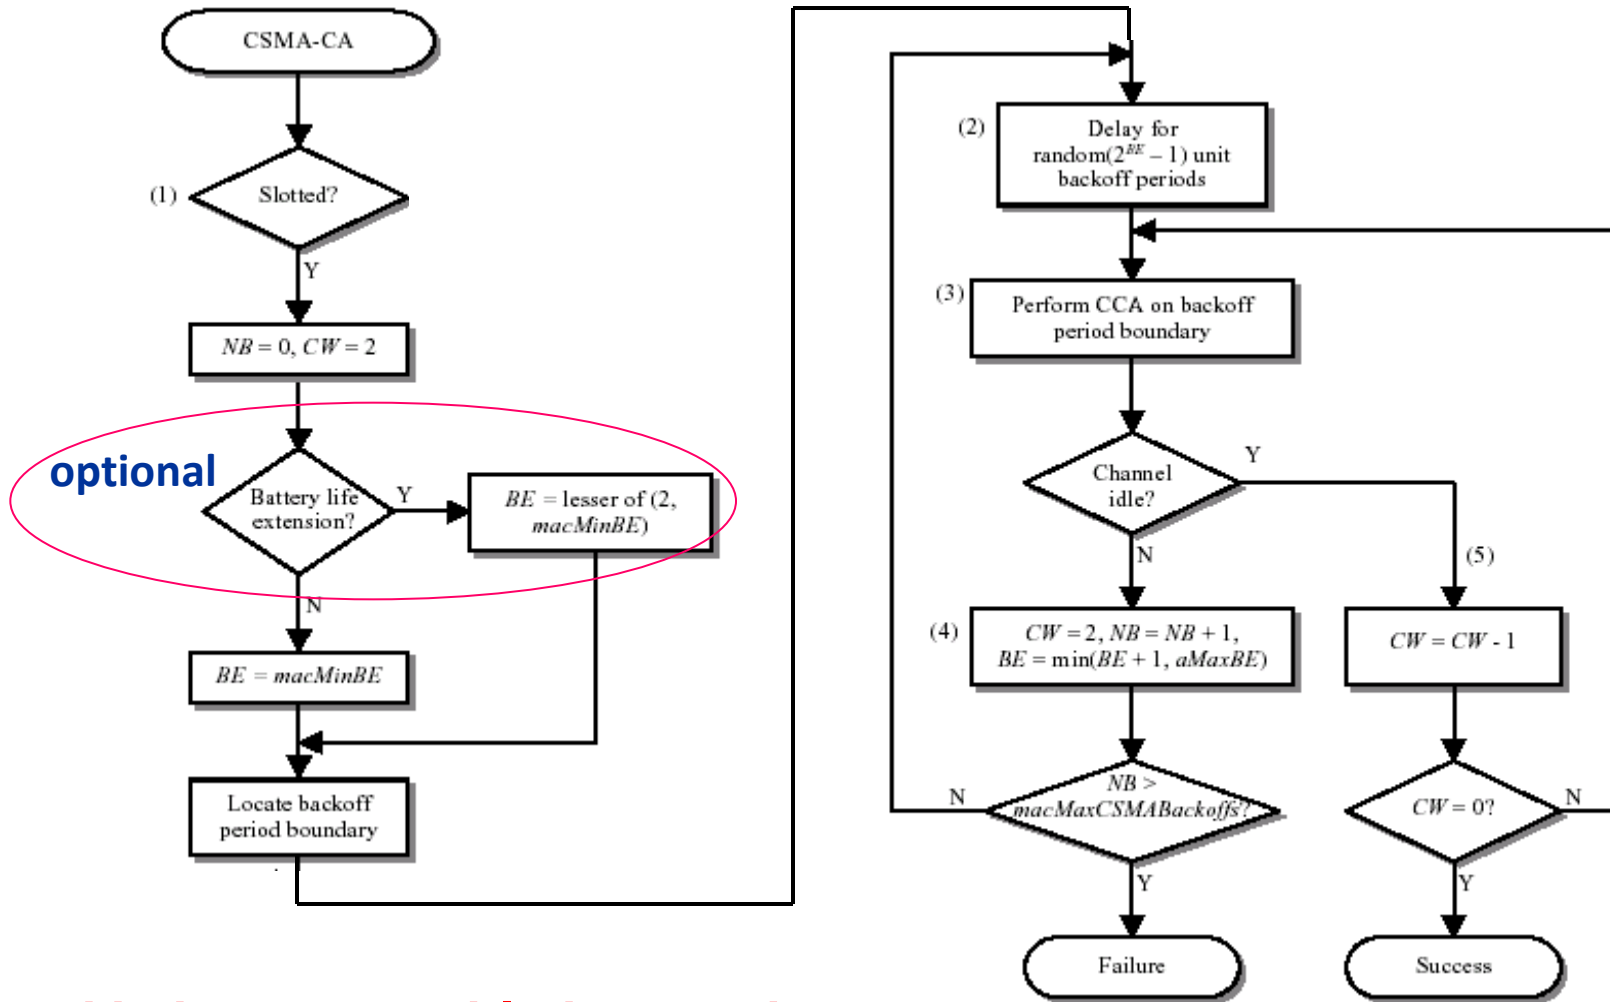 CSMA-CA
(1)
Slotted?
Y
NB = 0, CW = 2
optional
Battery life
extension?
Y
BE = lesser of (2,
macMinBE)
N
BE = macMinBE
Locate backoff
period boundary
(2)
Delay for
random(2^BE – 1) unit
backoff periods
(3)
Perform CCA on backoff
period boundary
Channel
idle?
Y
N
(5)
(4)
CW = 2, NB = NB + 1,
BE = min(BE + 1, aMaxBE)
CW = CW - 1
NB >
macMaxCSMABackoffs?
N
Y
CW = 0?
N
Y
Failure
Success